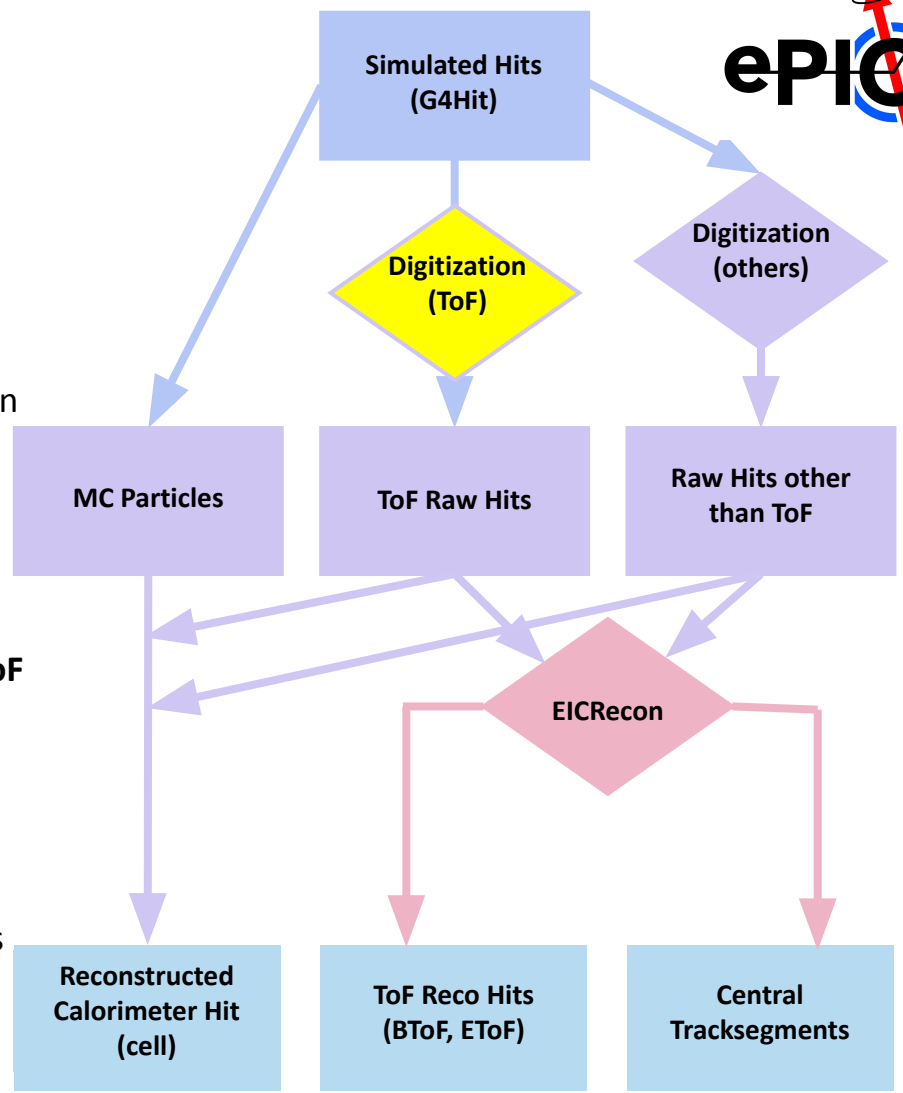 Simulated Hits
(G4Hit)
ePIC
Digitization
(ToF)
Digitization
(others)
n
MC Particles
ToF Raw Hits
Raw Hits other
than ToF
oF
EICRecon
s
Reconstructed
Calorimeter Hit
(cell)
ToF Reco Hits
(BToF, EToF)
Central
Tracksegments